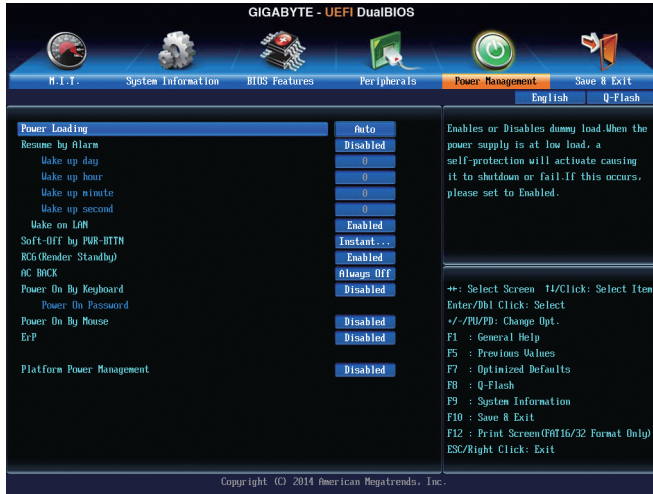 GIGABYTE - UEFI DualBIOS
M.I.T. System Information BIOS Features Peripherals Power Management Save & Exit
English Q-Flash
Power Loading Auto
Resume by Alarm Disabled
Wake up day 0
Wake up hour 0
Wake up minute 0
Wake up second 0
Wake on LAN Enabled
Soft-Off by PWR-BTTN Instant...
RC6(Render Standby) Enabled
AC BACK Always Off
Power On By Keyboard Disabled
Power On Password
Power On By Mouse Disabled
ErP Disabled
Platform Power Management Disabled
Enables or Disables dummy load.When the
power supply is at low load, a
self-protection will activate causing
it to shutdown or fail.If this occurs,
please set to Enabled.
→←: Select Screen ↑↓/Click: Select Item
Enter/Dbl Click: Select
+/-/PU/PD: Change Opt.
F1 : General Help
F5 : Previous Values
F7 : Optimized Defaults
F8 : Q-Flash
F9 : System Information
F10 : Save & Exit
F12 : Print Screen(FAT16/32 Format Only)
ESC/Right Click: Exit
Copyright (C) 2014 American Megatrends, Inc.